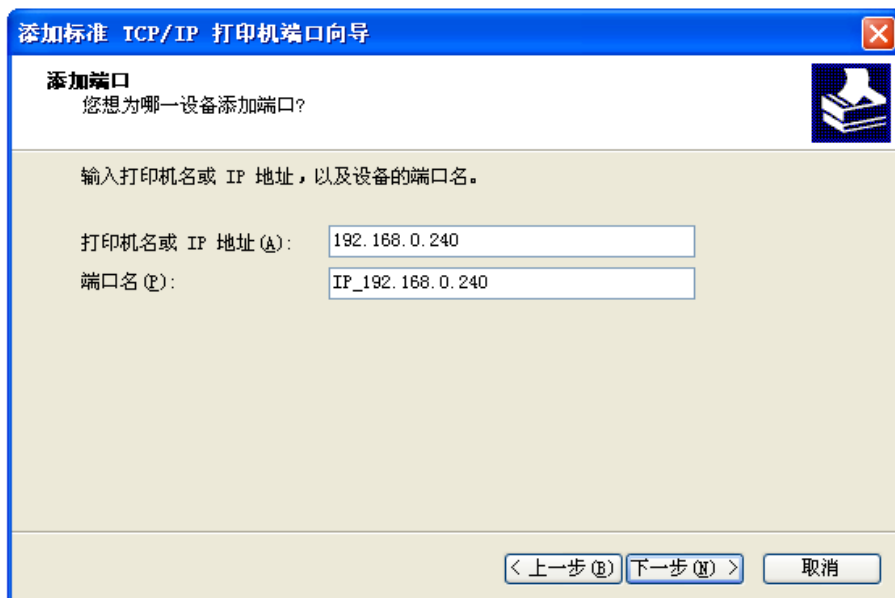 添加标准 TCP/IP 打印机端口向导
添加端口
您想为哪一设备添加端口?
输入打印机名或 IP 地址，以及设备的端口名。
打印机名或 IP 地址(A): 192.168.0.240
端口名(P): IP_192.168.0.240
< 上一步(B) 下一步(N) > 取消